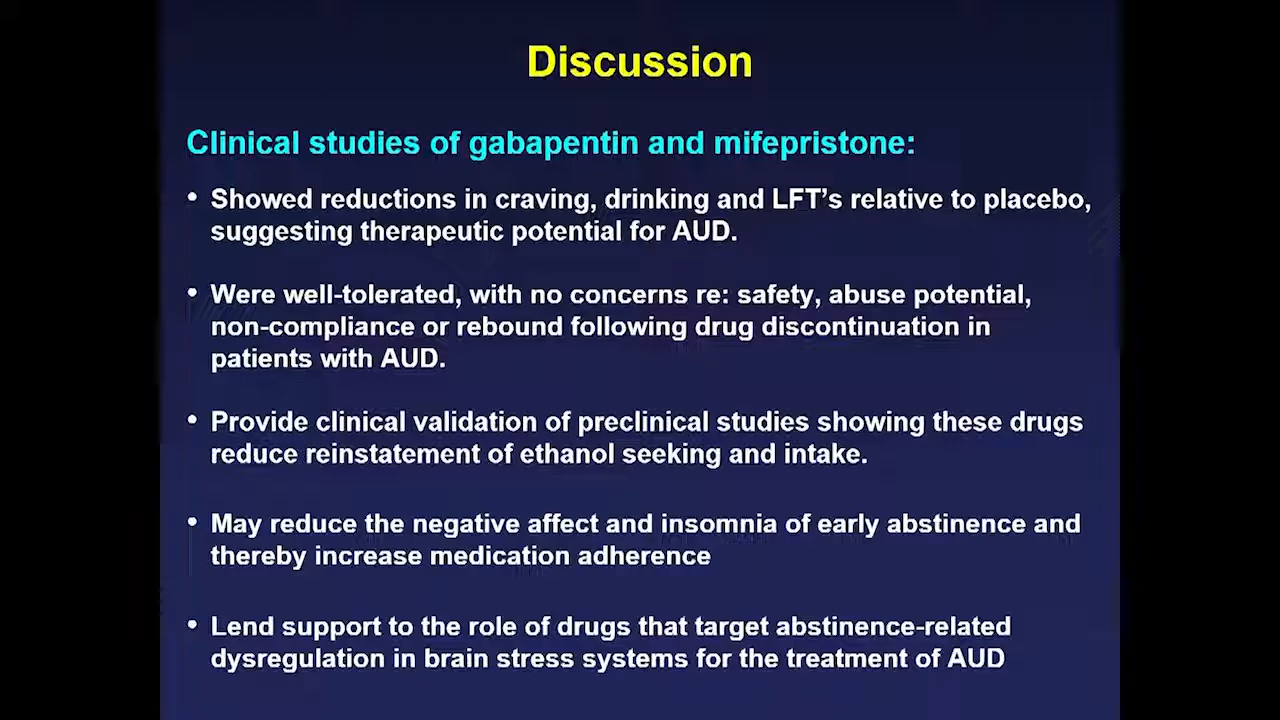 Discussion
Clinical studies of gabapentin and mifepristone:
• Showed reductions in craving, drinking and LFT's relative to placebo,
suggesting therapeutic potential for AUD.
• Were well-tolerated, with no concerns re: safety, abuse potential,
non-compliance or rebound following drug discontinuation in
patients with AUD.
• Provide clinical validation of preclinical studies showing these drugs
reduce reinstatement of ethanol seeking and intake.
• May reduce the negative affect and insomnia of early abstinence and
thereby increase medication adherence
• Lend support to the role of drugs that target abstinence-related
dysregulation in brain stress systems for the treatment of AUD